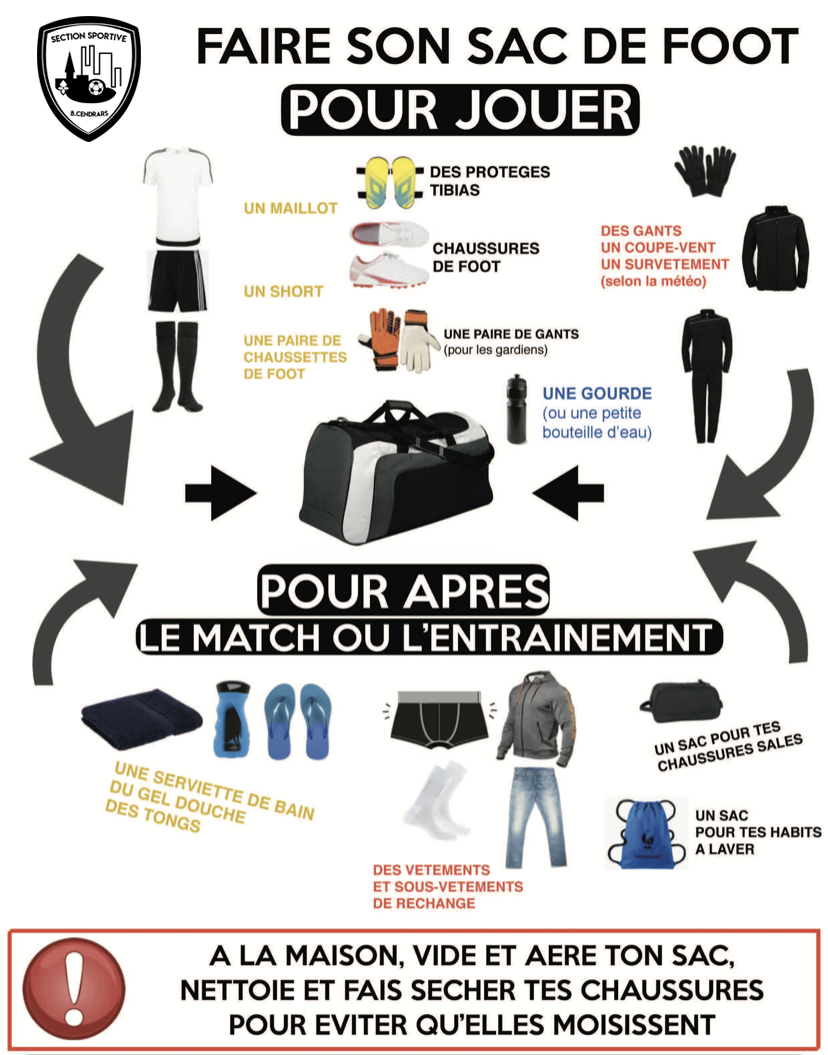 SECTION SPORTIVE
B.CENDRARS
FAIRE SON SAC DE FOOT
POUR JOUER
UN MAILLOT
UN SHORT
UNE PAIRE DE
CHAUSSETTES
DE FOOT
DES PROTEGES
TIBIAS
CHAUSSURES
DE FOOT
UNE PAIRE DE GANTS
(pour les gardiens)
DES GANTS
UN COUPE-VENT
UN SURVETEMENT
(selon la météo)
UNE GOURDE
(ou une petite
bouteille d'eau)
POUR APRES
LE MATCH OU L'ENTRAINEMENT
UNE SERVIETTE DE BAIN
DU GEL DOUCHE
DES TONGS
DES VETEMENTS
ET SOUS-VETEMENTS
DE RECHANGE
UN SAC POUR TES
CHAUSSURES SALES
UN SAC
POUR TES HABITS
A LAVER
A LA MAISON, VIDE ET AERE TON SAC,
NETTOIE ET FAIS SECHER TES CHAUSSURES
POUR EVITER QU'ELLES MOISISSENT